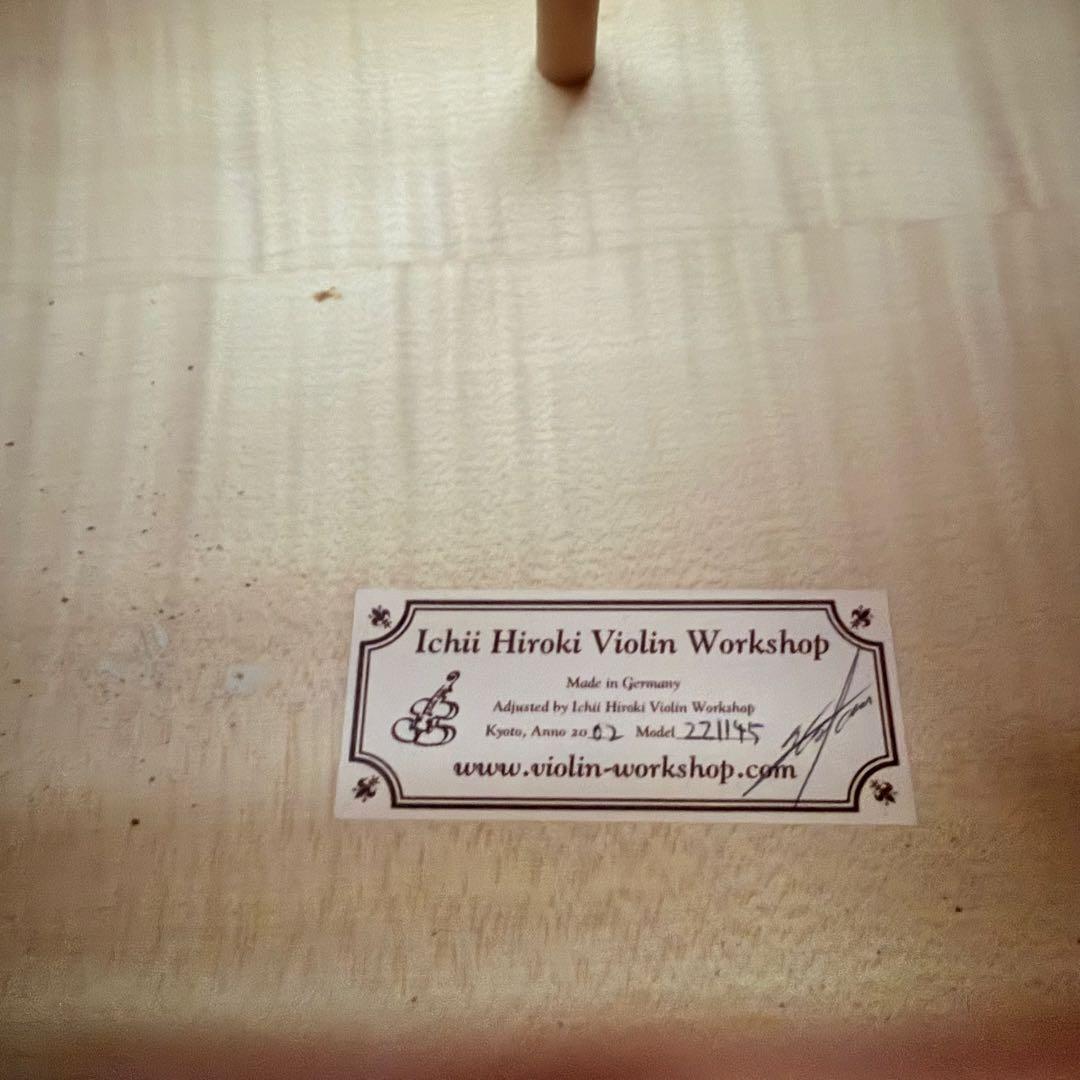 Ichii Hiroki Violin Workshop
Made in Germany
Adjusted by Ichii Hiroki Violin Workshop
Kyoto, Anno 2002 Model 221145
www.violin-workshop.com